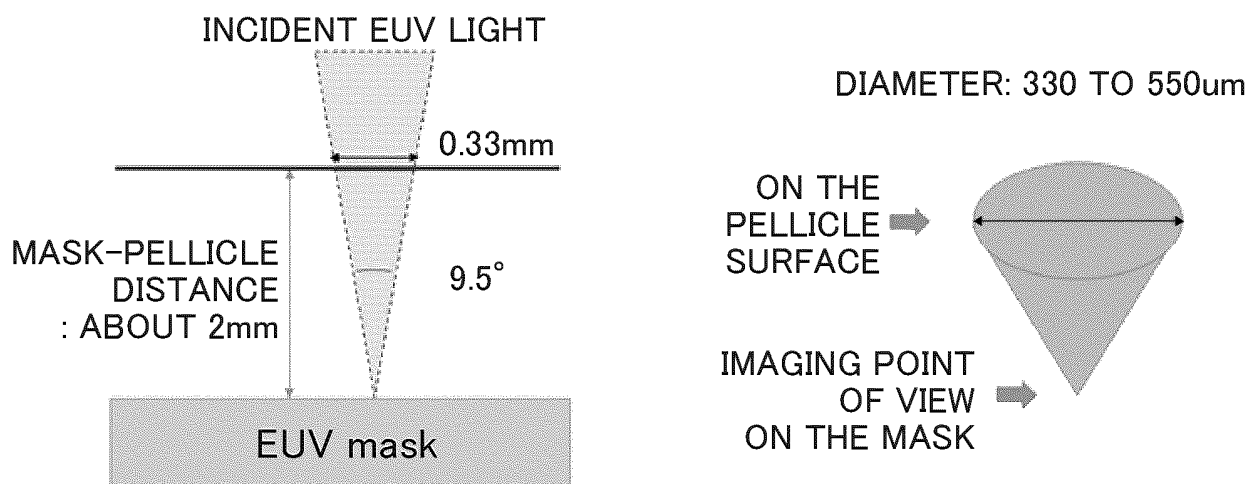 INCIDENT EUV LIGHT
0.33mm
MASK-PELLICLE
DISTANCE
: ABOUT 2mm
9.5°
EUV mask
DIAMETER: 330 TO 550um
ON THE
PELLICLE
SURFACE
IMAGING POINT
OF VIEW
ON THE MASK